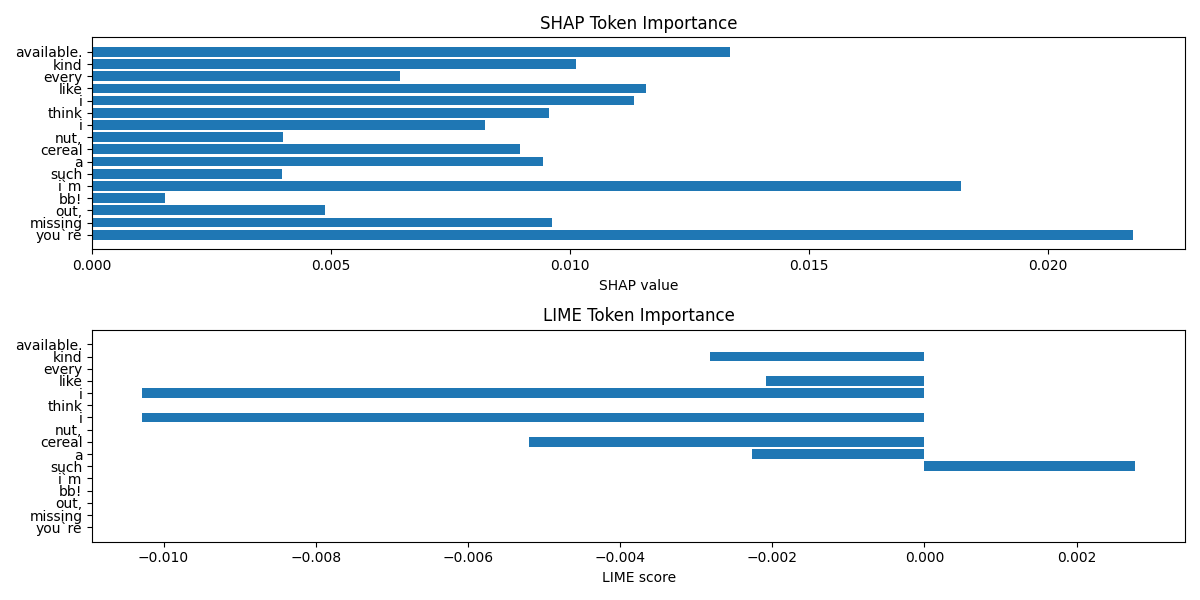 SHAP Token Importance
available.
kind
every
like
i
think
i
nut,
cereal
a
such
i`m
bb!
out,
missing
you`re
0.000 0.005 0.010 0.015 0.020
SHAP value
LIME Token Importance
available.
kind
every
like
i
think
i
nut,
cereal
a
such
i`m
bb!
out,
missing
you`re
−0.010 −0.008 −0.006 −0.004 −0.002 0.000 0.002
LIME score